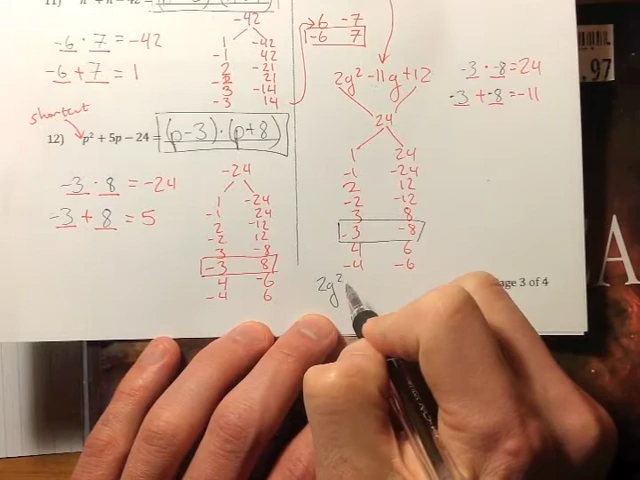 -42
-6 · 7 = -42
-6 + 7 = 1
1 -42
-1 42
2 -21
-2 21
3 -14
-3 14
shortcut
12) p² + 5p − 24 = (p-3)·(p+8)
-3 · 8 = -24
-3 + 8 = 5
-24
1 -24
-1 24
2 -12
-2 12
3 -8
-3 8
4 -6
-4 6
6 -7
-6 7
2g² -11g +12
24
1 24
-1 -24
2 12
-2 -12
3 8
-3 -8
4 6
-4 -6
2g²
-3 · -8 = 24
-3 + -8 = -11
age 3 of 4
.97
A